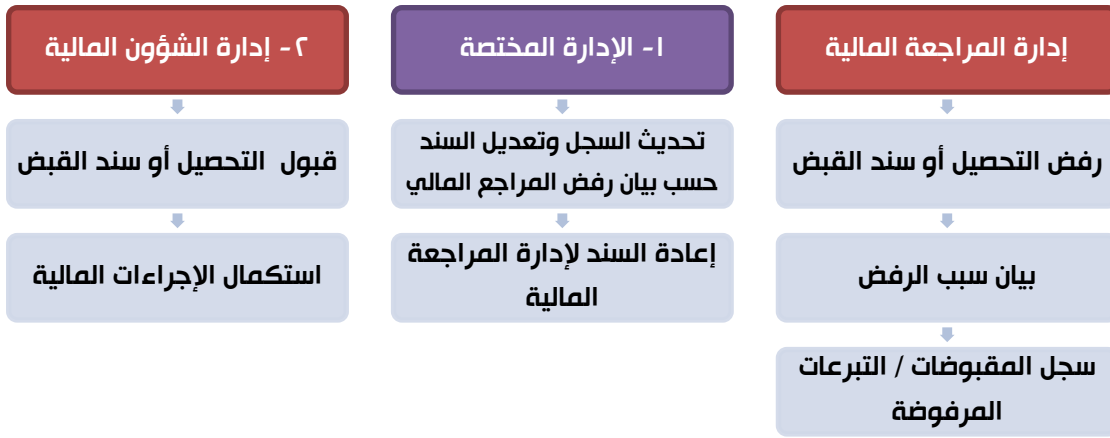 إدارة المراجعة المالية
رفض التحصيل أو سند القبض
بيان سبب الرفض
سجل المقبوضات / التبرعات
المرفوضة
١- الإدارة المختصة
تحديث السجل وتعديل السند
حسب بيان رفض المراجع المالي
إعادة السند لإدارة المراجعة
المالية
٢- إدارة الشؤون المالية
قبول التحصيل أو سند القبض
استكمال الإجراءات المالية